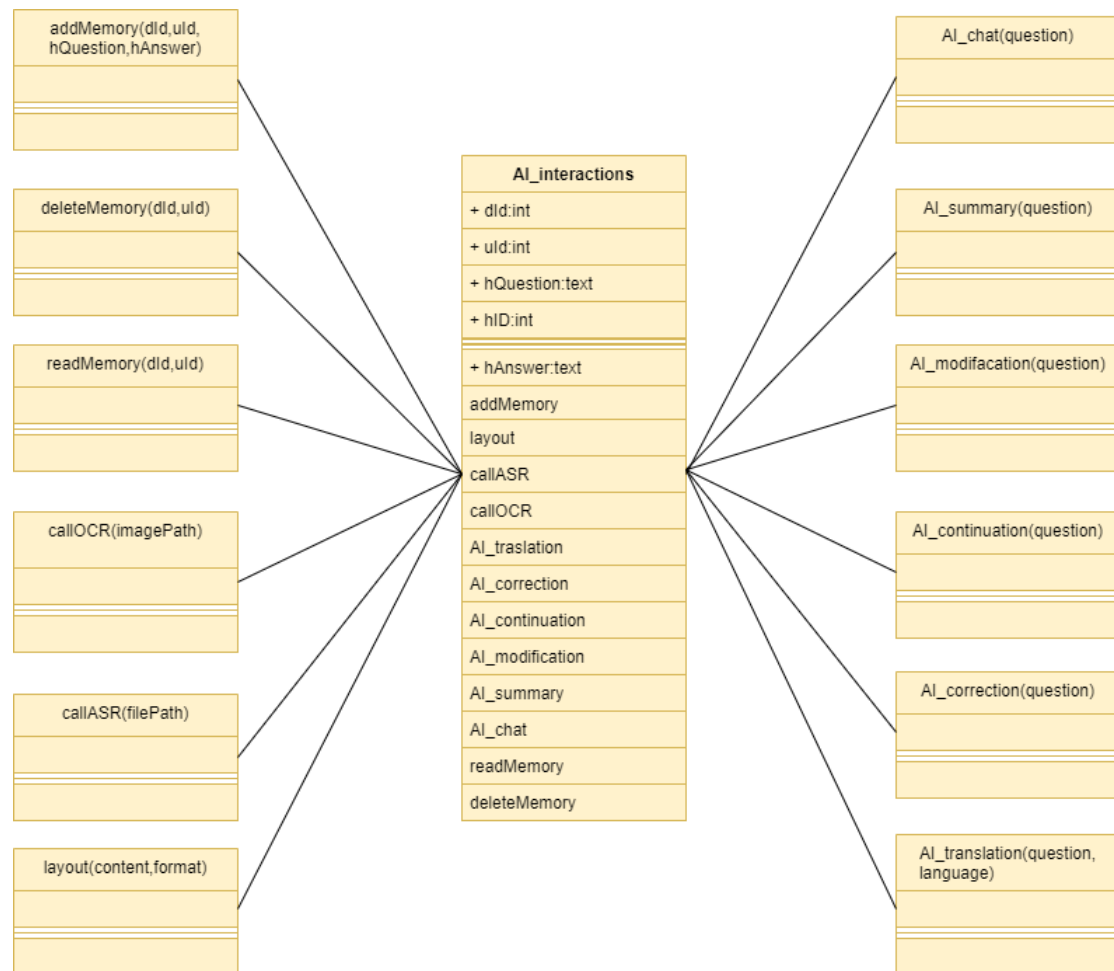 addMemory(dId,uId,
hQuestion,hAnswer)
deleteMemory(dId,uId)
readMemory(dId,uId)
callOCR(imagePath)
callASR(filePath)
layout(content,format)
AI_interactions
+ dId:int
+ uId:int
+ hQuestion:text
+ hID:int
+ hAnswer:text
addMemory
layout
callASR
callOCR
AI_traslation
AI_correction
AI_continuation
AI_modification
AI_summary
AI_chat
readMemory
deleteMemory
AI_chat(question)
AI_summary(question)
AI_modifacation(question)
AI_continuation(question)
AI_correction(question)
AI_translation(question,
language)